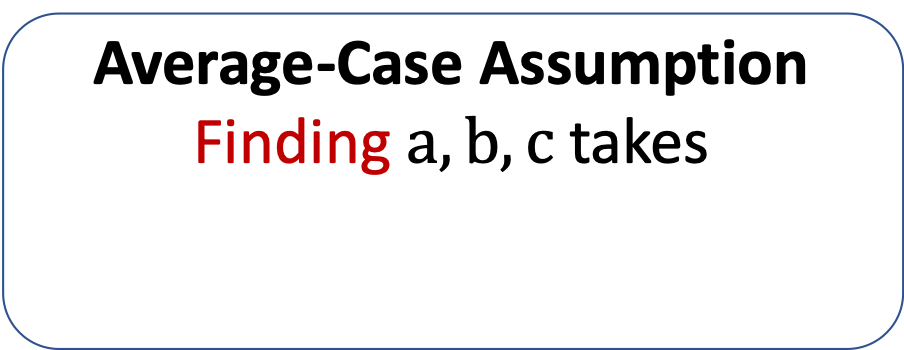 Average-Case Assumption
Finding a, b, c takes